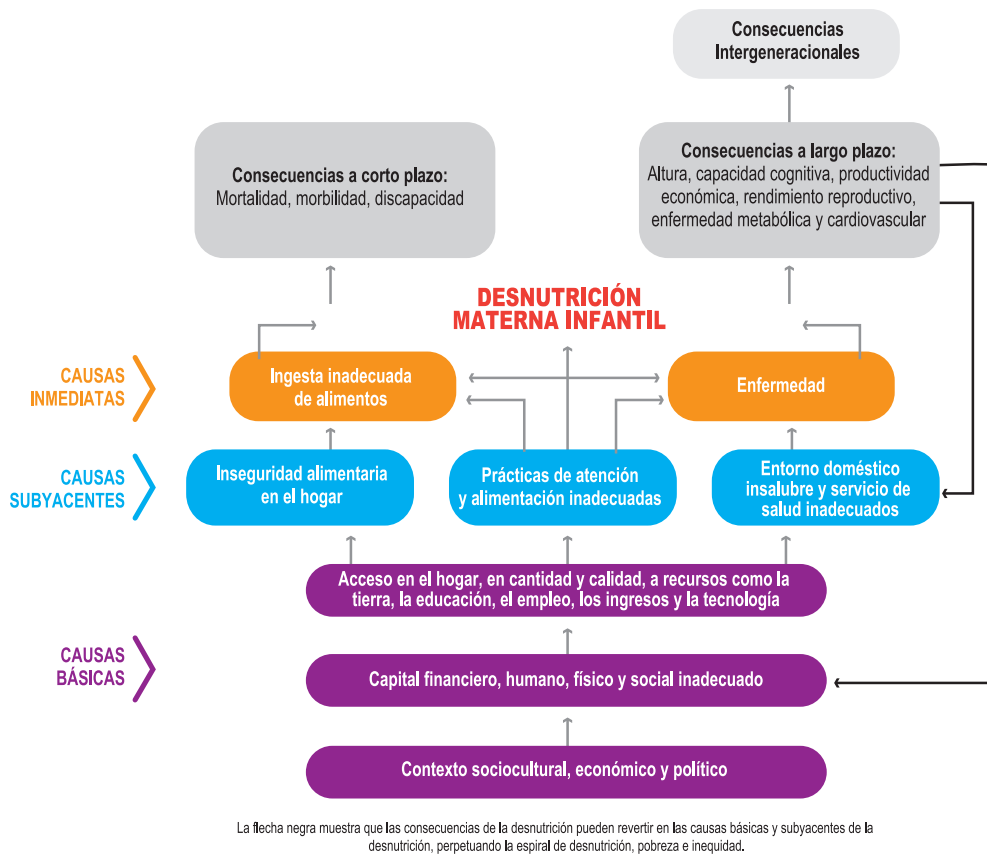 Consecuencias
Intergeneracionales
Consecuencias a corto plazo:
Mortalidad, morbilidad, discapacidad
Consecuencias a largo plazo:
Altura, capacidad cognitiva, productividad
económica, rendimiento reproductivo,
enfermedad metabólica y cardiovascular
DESNUTRICIÓN
MATERNA INFANTIL
CAUSAS
INMEDIATAS
Ingesta inadecuada
de alimentos
Enfermedad
CAUSAS
SUBYACENTES
Inseguridad alimentaria
en el hogar
Prácticas de atención
y alimentación inadecuadas
Entorno doméstico
insalubre y servicio de
salud inadecuados
Acceso en el hogar, en cantidad y calidad, a recursos como la
tierra, la educación, el empleo, los ingresos y la tecnología
CAUSAS
BÁSICAS
Capital financiero, humano, físico y social inadecuado
Contexto sociocultural, económico y político
La flecha negra muestra que las consecuencias de la desnutrición pueden revertir en las causas básicas y subyacentes de la
desnutrición, perpetuando la espiral de desnutrición, pobreza e inequidad.